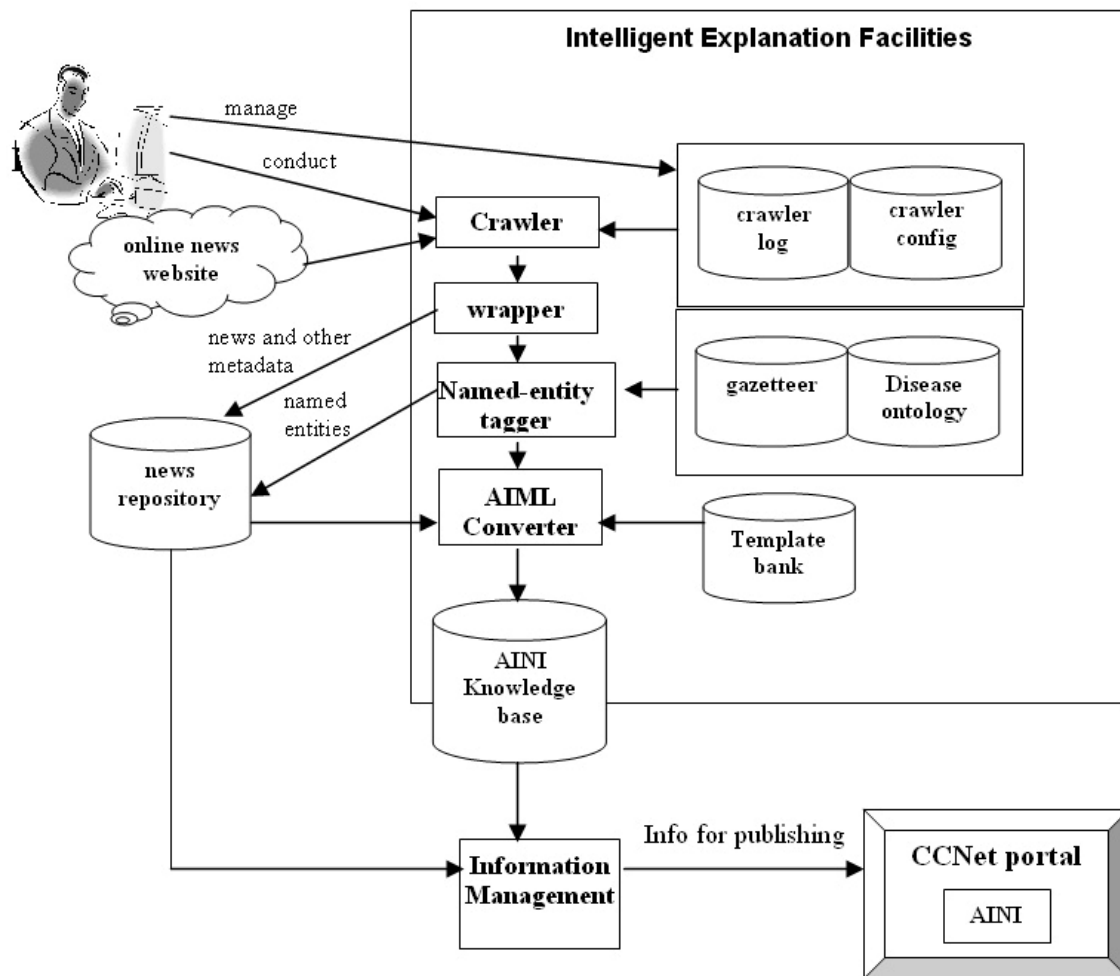 Intelligent Explanation Facilities
manage
conduct
online news
website
Crawler
crawler
log
crawler
config
wrapper
news and other
metadata
named
entities
Named-entity
tagger
gazetteer
Disease
ontology
news
repository
AIML
Converter
Template
bank
AINI
Knowledge
base
Information
Management
Info for publishing
CCNet portal
AINI